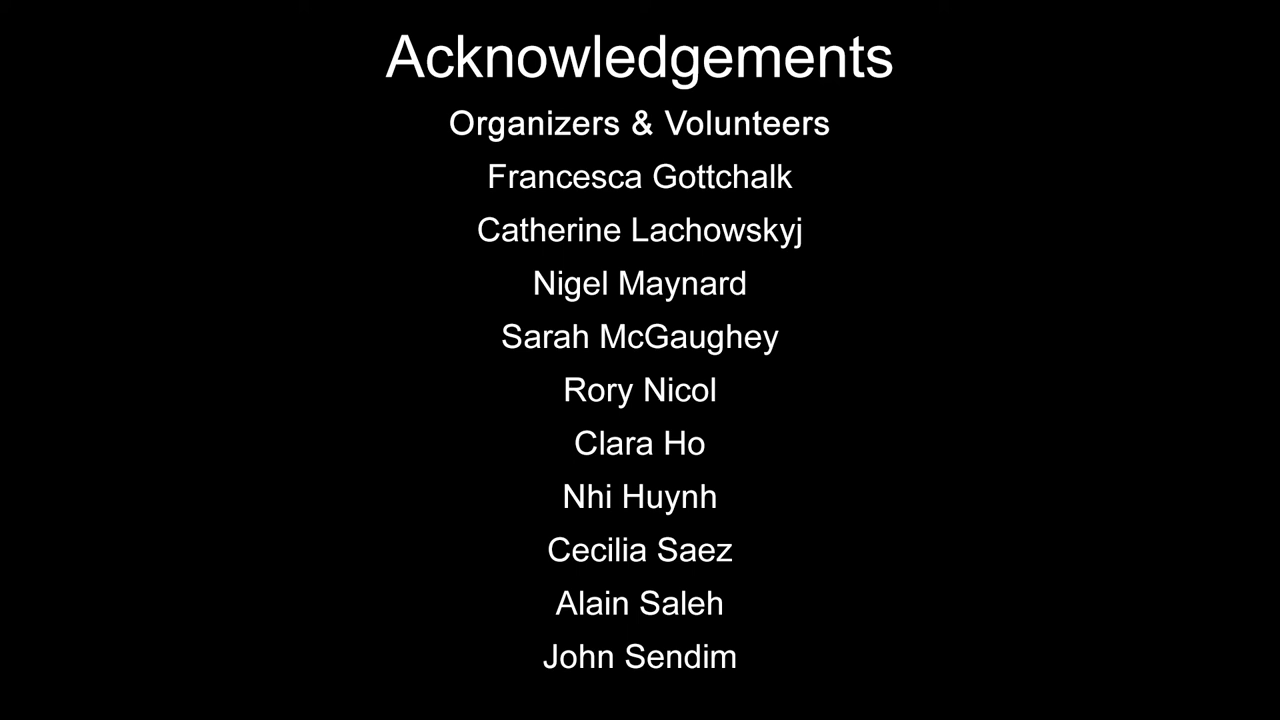 Acknowledgements
Organizers & Volunteers
Francesca Gottchalk
Catherine Lachowskyj
Nigel Maynard
Sarah McGaughey
Rory Nicol
Clara Ho
Nhi Huynh
Cecilia Saez
Alain Saleh
John Sendim